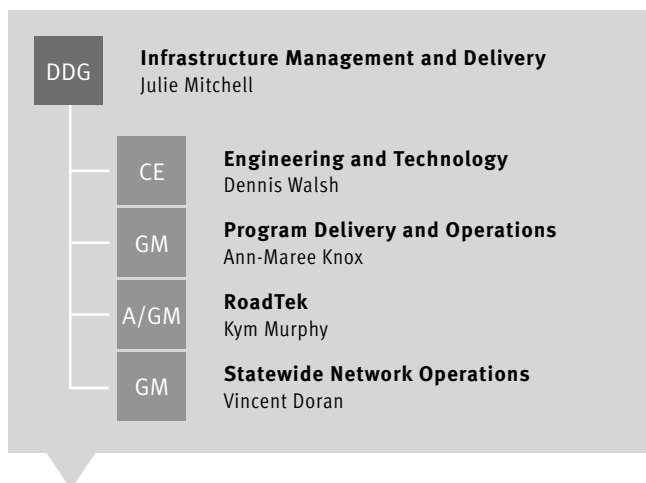 DDG
Infrastructure Management and Delivery
Julie Mitchell
CE
Engineering and Technology
Dennis Walsh
GM
Program Delivery and Operations
Ann-Maree Knox
A/GM
RoadTek
Kym Murphy
GM
Statewide Network Operations
Vincent Doran